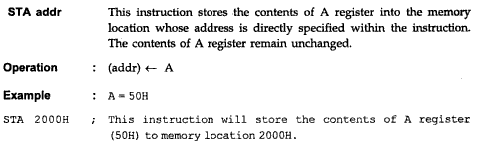 STA addr This instruction stores the contents of A register into the memory
location whose address is directly specified within the instruction.
The contents of A register remain unchanged.
Operation : (addr) ← A
Example : A = 50H
STA 2000H ; This instruction will store the contents of A register
(50H) to memory location 2000H.